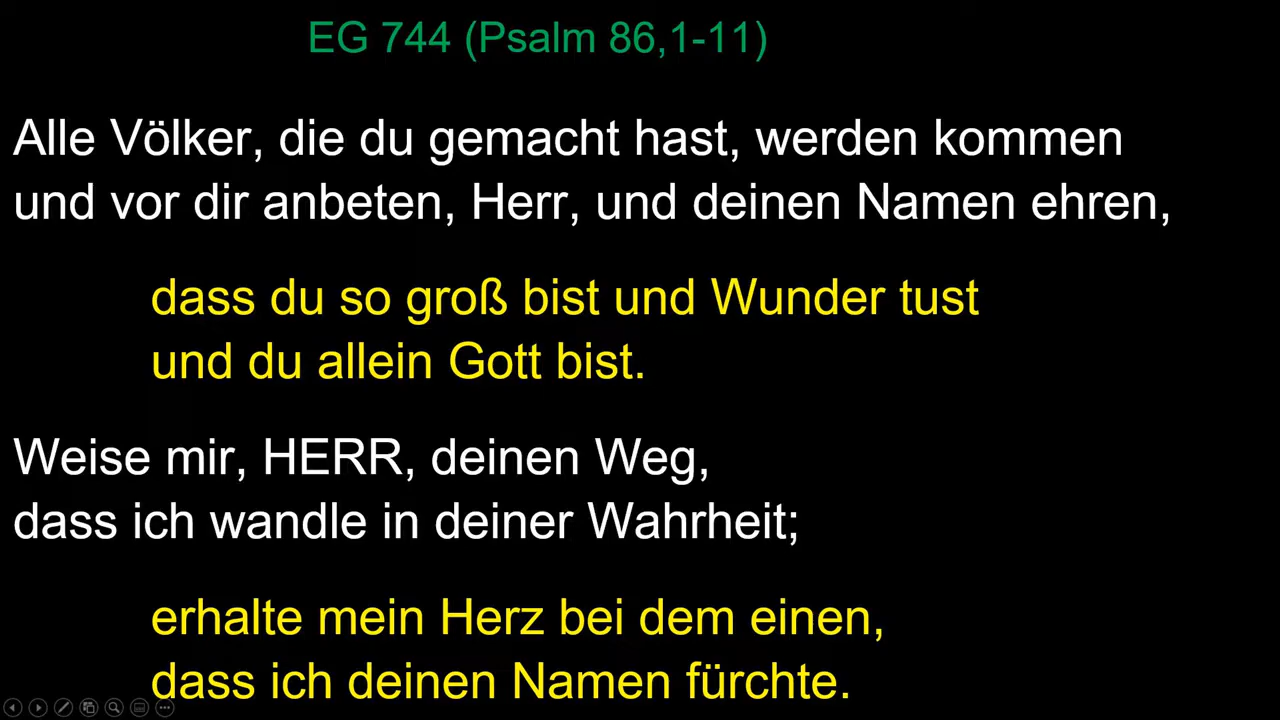 EG 744 (Psalm 86,1-11)
Alle Völker, die du gemacht hast, werden kommen
und vor dir anbeten, Herr, und deinen Namen ehren,
dass du so groß bist und Wunder tust
und du allein Gott bist.
Weise mir, HERR, deinen Weg,
dass ich wandle in deiner Wahrheit;
erhalte mein Herz bei dem einen,
dass ich deinen Namen fürchte.